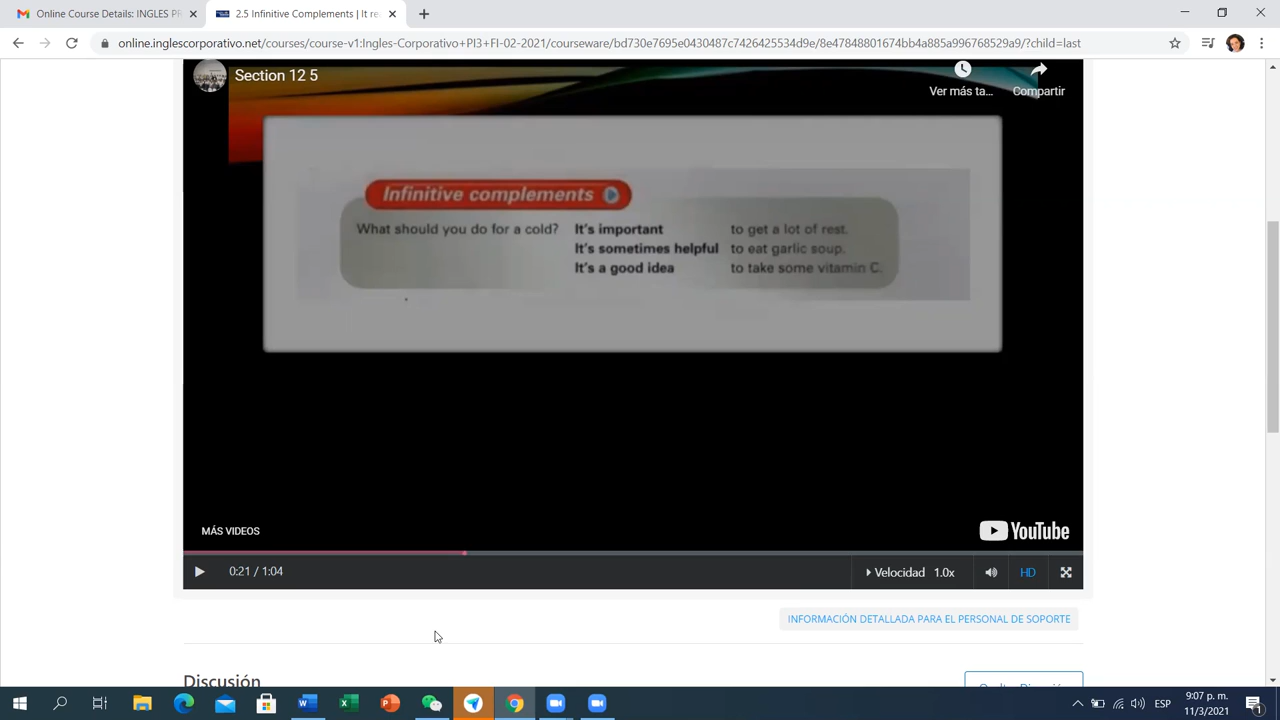 Online Course Details: INGLES PR
2.5 Infinitive Complements | It re
online.inglescorporativo.net/courses/course-v1:Ingles-Corporativo+PI3+FI-02-2021/courseware/bd730e7695e0430487c7426425534d9e/8e47848801674bb4a885a996768529a9/?child=last
Section 12 5
Ver más ta...
Compartir
Infinitive complements
What should you do for a cold? It's important to get a lot of rest.
It's sometimes helpful to eat garlic soup.
It's a good idea to take some vitamin C.
MÁS VIDEOS
YouTube
0:21 / 1:04
Velocidad 1.0x
HD
INFORMACIÓN DETALLADA PARA EL PERSONAL DE SOPORTE
Discusión
ESP
9:07 p. m.
11/3/2021
1